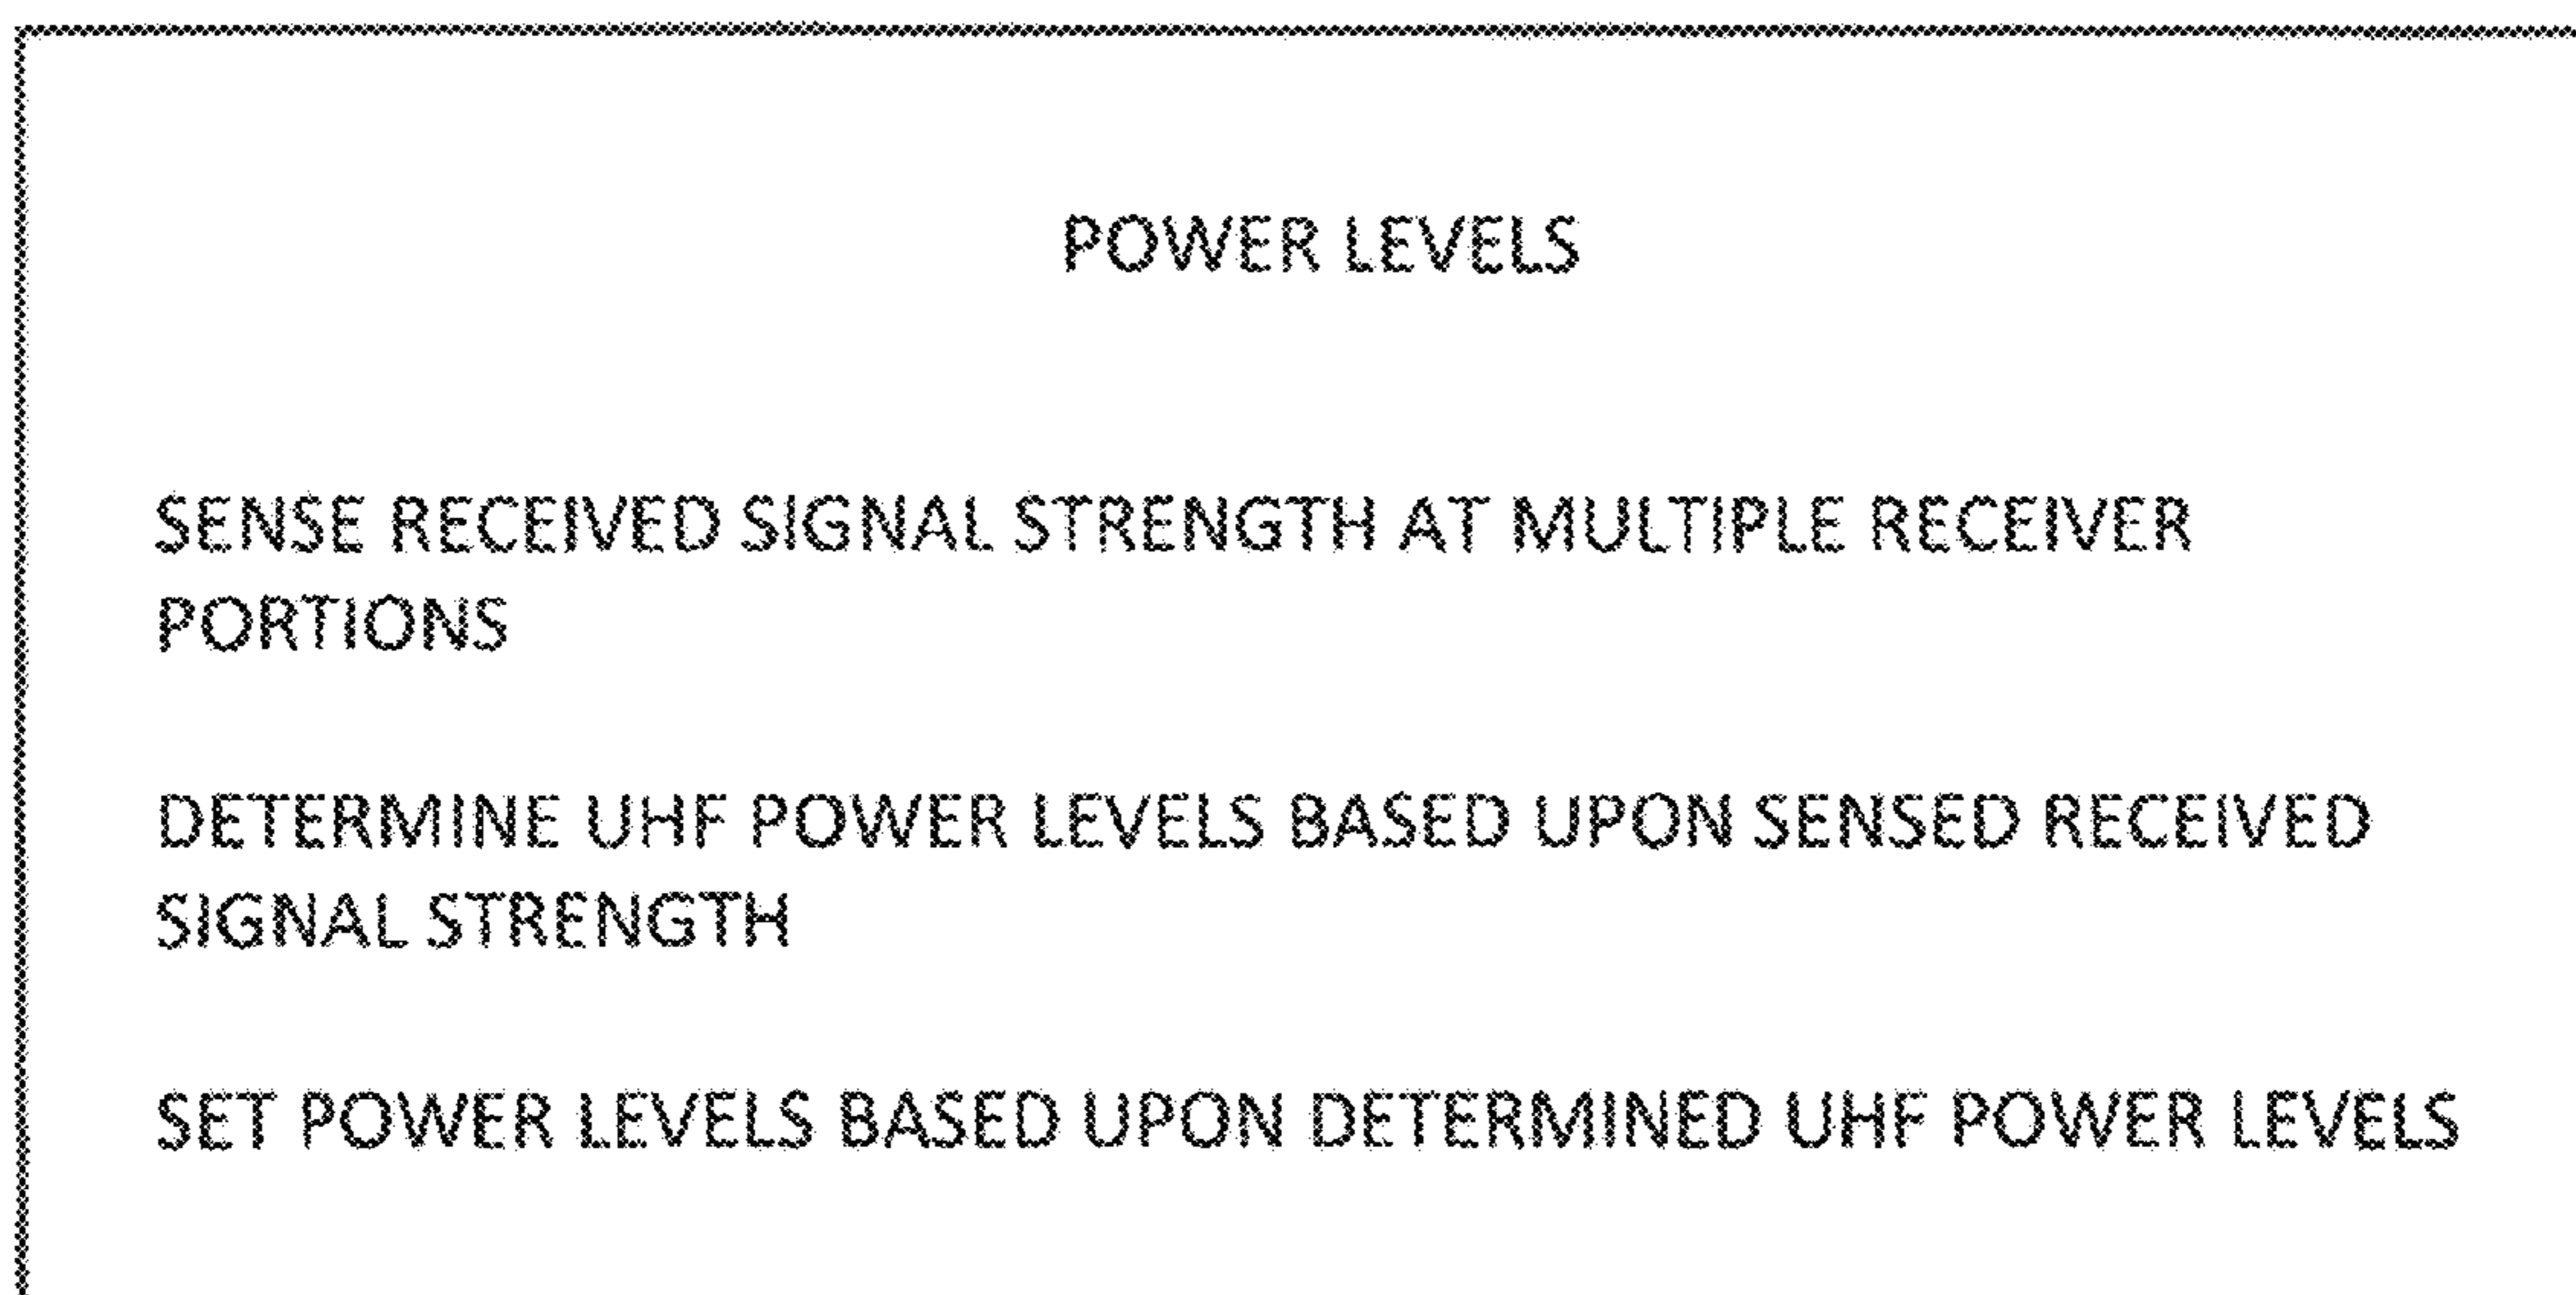 POWER LEVELS
SENSE RECEIVED SIGNAL STRENGTH AT MULTIPLE RECEIVER
PORTIONS
DETERMINE UHF POWER LEVELS BASED UPON SENSED RECEIVED
SIGNAL STRENGTH
SET POWER LEVELS BASED UPON DETERMINED UHF POWER LEVELS